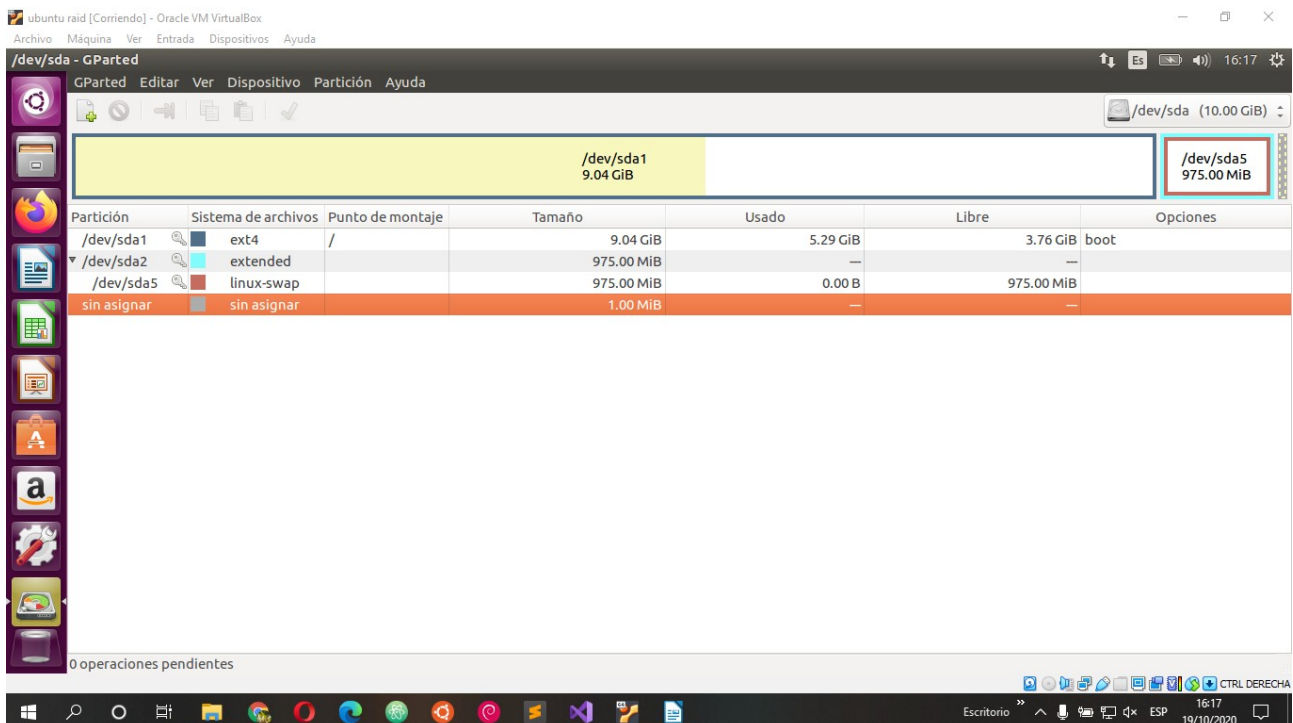 ubuntu raid [Corriendo] - Oracle VM VirtualBox
Archivo Máquina Ver Entrada Dispositivos Ayuda
/dev/sda - GParted Es 16:17
GParted Editar Ver Dispositivo Partición Ayuda
/dev/sda (10.00 GiB)
/dev/sda1 /dev/sda5
9.04 GiB 975.00 MiB
Partición Sistema de archivos Punto de montaje Tamaño Usado Libre Opciones
/dev/sda1 ext4 / 9.04 GiB 5.29 GiB 3.76 GiB boot
/dev/sda2 extended 975.00 MiB — —
/dev/sda5 linux-swap 975.00 MiB 0.00 B 975.00 MiB
sin asignar sin asignar 1.00 MiB — —
0 operaciones pendientes
CTRL DERECHA
Escritorio » ESP 16:17
19/10/2020